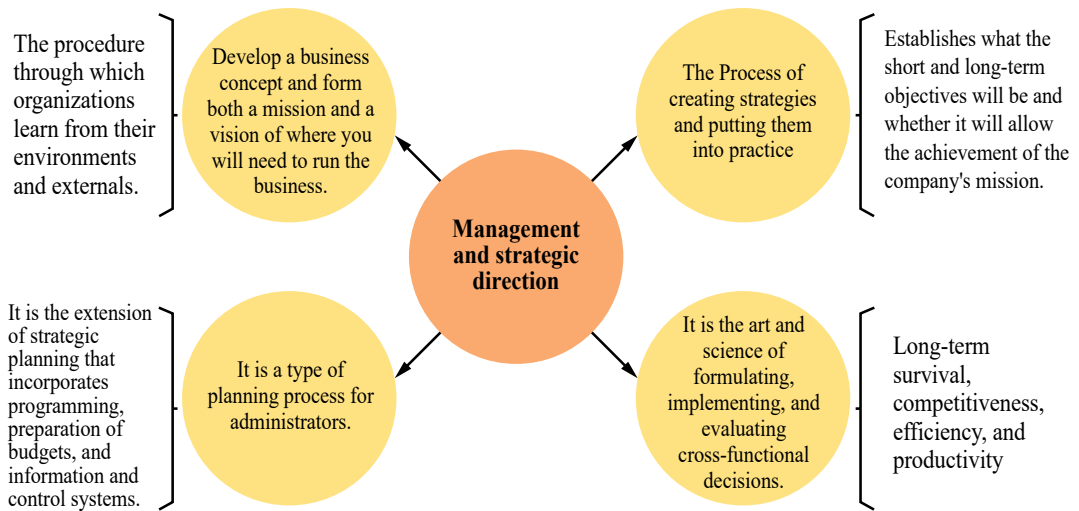 The procedure
through which
organizations
learn from their
environments
and externals.
Develop a business
concept and form
both a mission and a
vision of where you
will need to run the
business.
The Process of
creating strategies
and putting them
into practice
Establishes what the
short and long-term
objectives will be and
whether it will allow
the achievement of the
company's mission.
Management
and strategic
direction
It is the extension
of strategic
planning that
incorporates
programming,
preparation of
budgets, and
information and
control systems.
It is a type of
planning process for
administrators.
It is the art and
science of
formulating,
implementing, and
evaluating
cross-functional
decisions.
Long-term
survival,
competitiveness,
efficiency, and
productivity